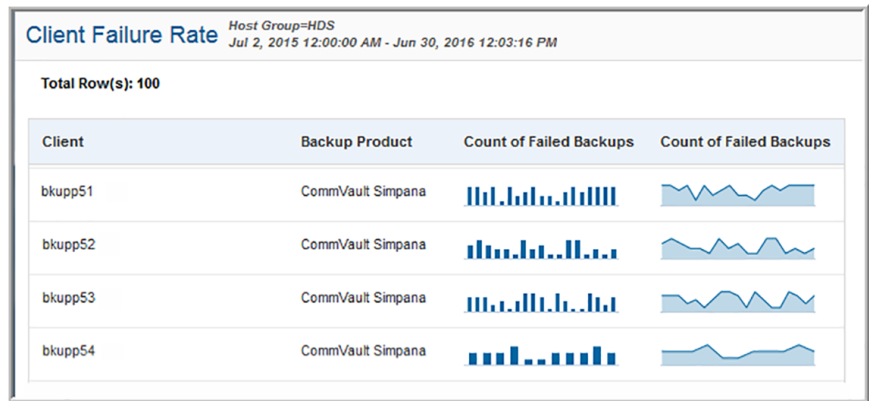 Client Failure Rate
Host Group=HDS
Jul 2, 2015 12:00:00 AM - Jun 30, 2016 12:03:16 PM
Total Row(s): 100
Client Backup Product Count of Failed Backups Count of Failed Backups
bkupp51 CommVault Simpana
bkupp52 CommVault Simpana
bkupp53 CommVault Simpana
bkupp54 CommVault Simpana